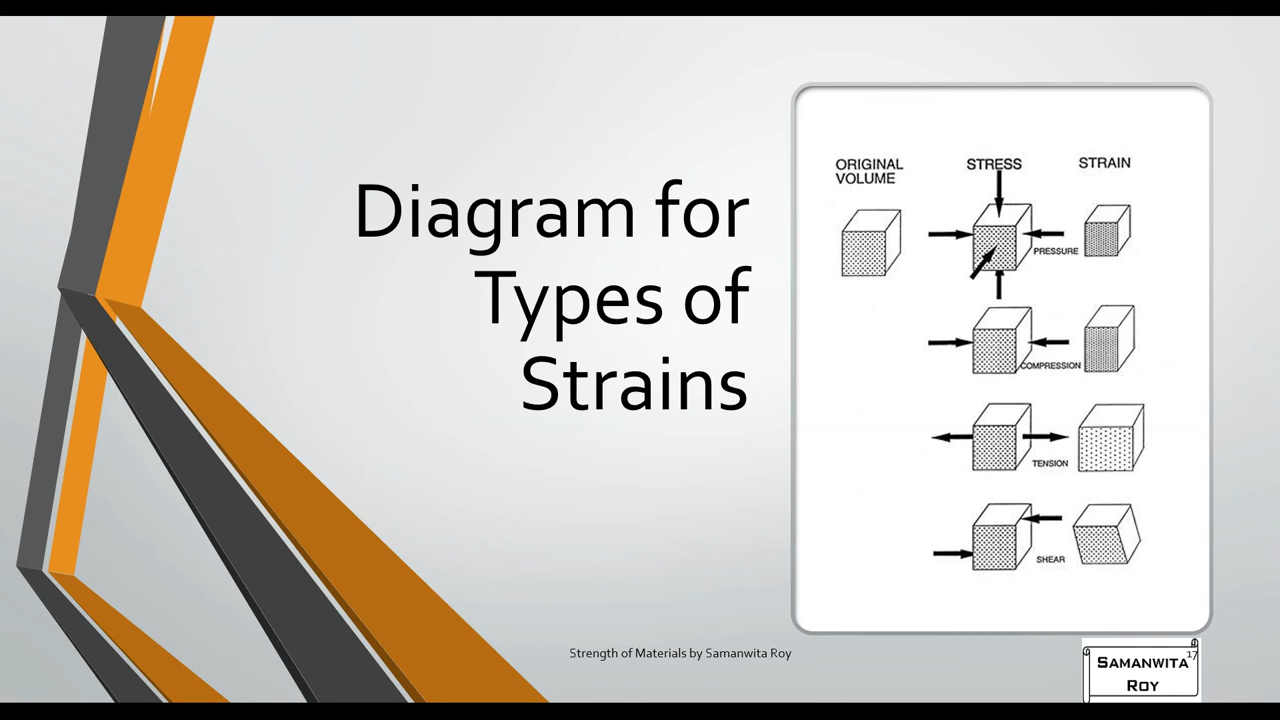 Diagram for
Types of
Strains
ORIGINAL
VOLUME
STRESS
STRAIN
PRESSURE
COMPRESSION
TENSION
SHEAR
Strength of Materials by Samanwita Roy
17
SAMANWITA
ROY